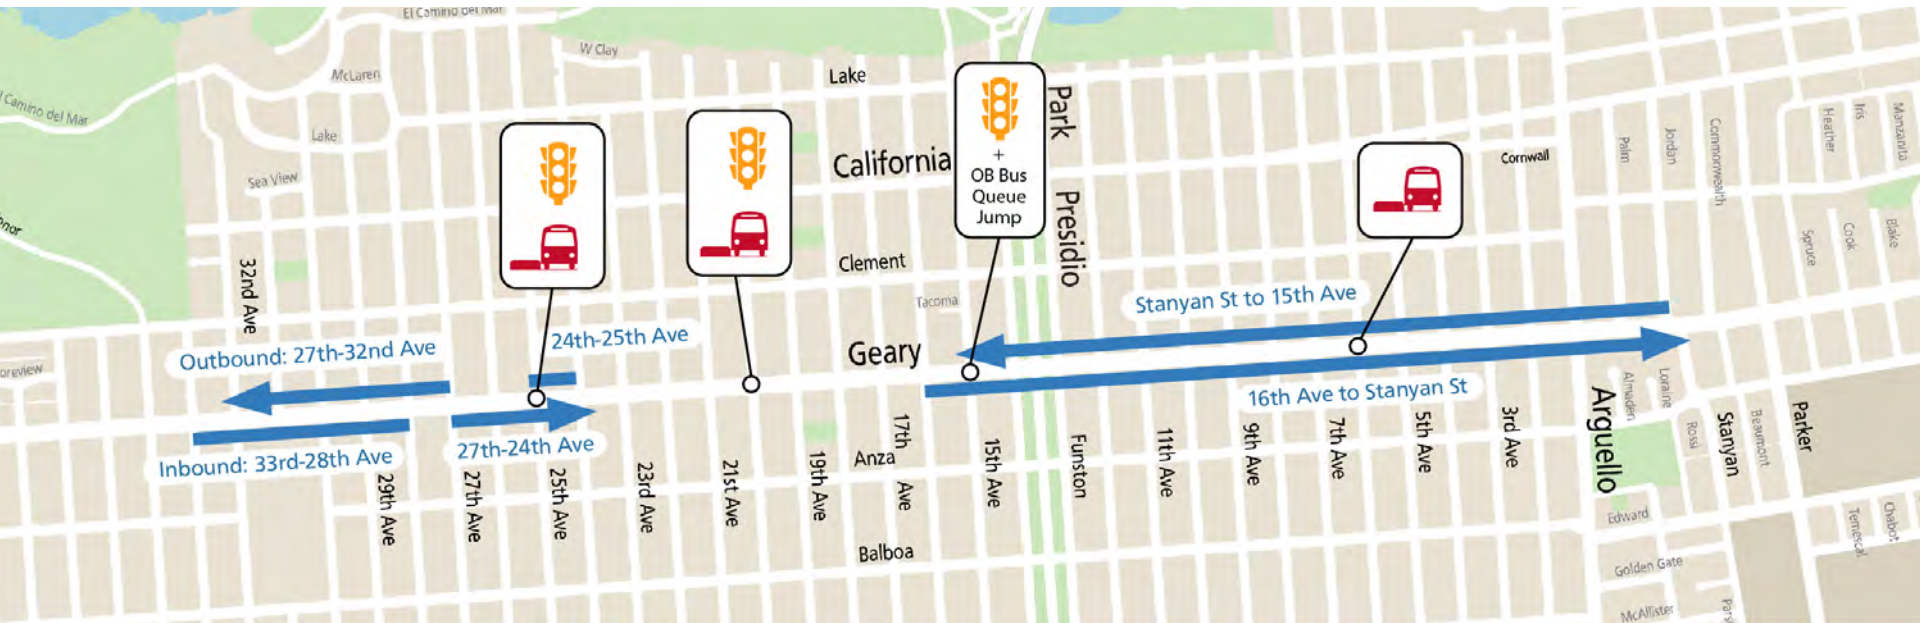 El Camino del Mar
W Clay
McLaren
Lake
El Camino del Mar
Lake
Sea View
California
Park
Presidio
+
OB Bus
Queue
Jump
Cornwall
Palm
Jordan
Commonwealth
Heather
Iris
Manzanita
Spruce
Cook
Blake
32nd Ave
Clement
Tacoma
Stanyan St to 15th Ave
24th-25th Ave
Outbound: 27th-32nd Ave
Geary
16th Ave to Stanyan St
27th-24th Ave
Inbound: 33rd-28th Ave
29th Ave
27th Ave
25th Ave
23rd Ave
21st Ave
19th Ave
Anza
17th
Ave
15th Ave
Funston
11th Ave
9th Ave
7th Ave
5th Ave
3rd Ave
Arguello
Almaden
Loraine
Rossi
Stanyan
Beaumont
Parker
Balboa
Edward
Golden Gate
McAllister
Temescal
Chabot